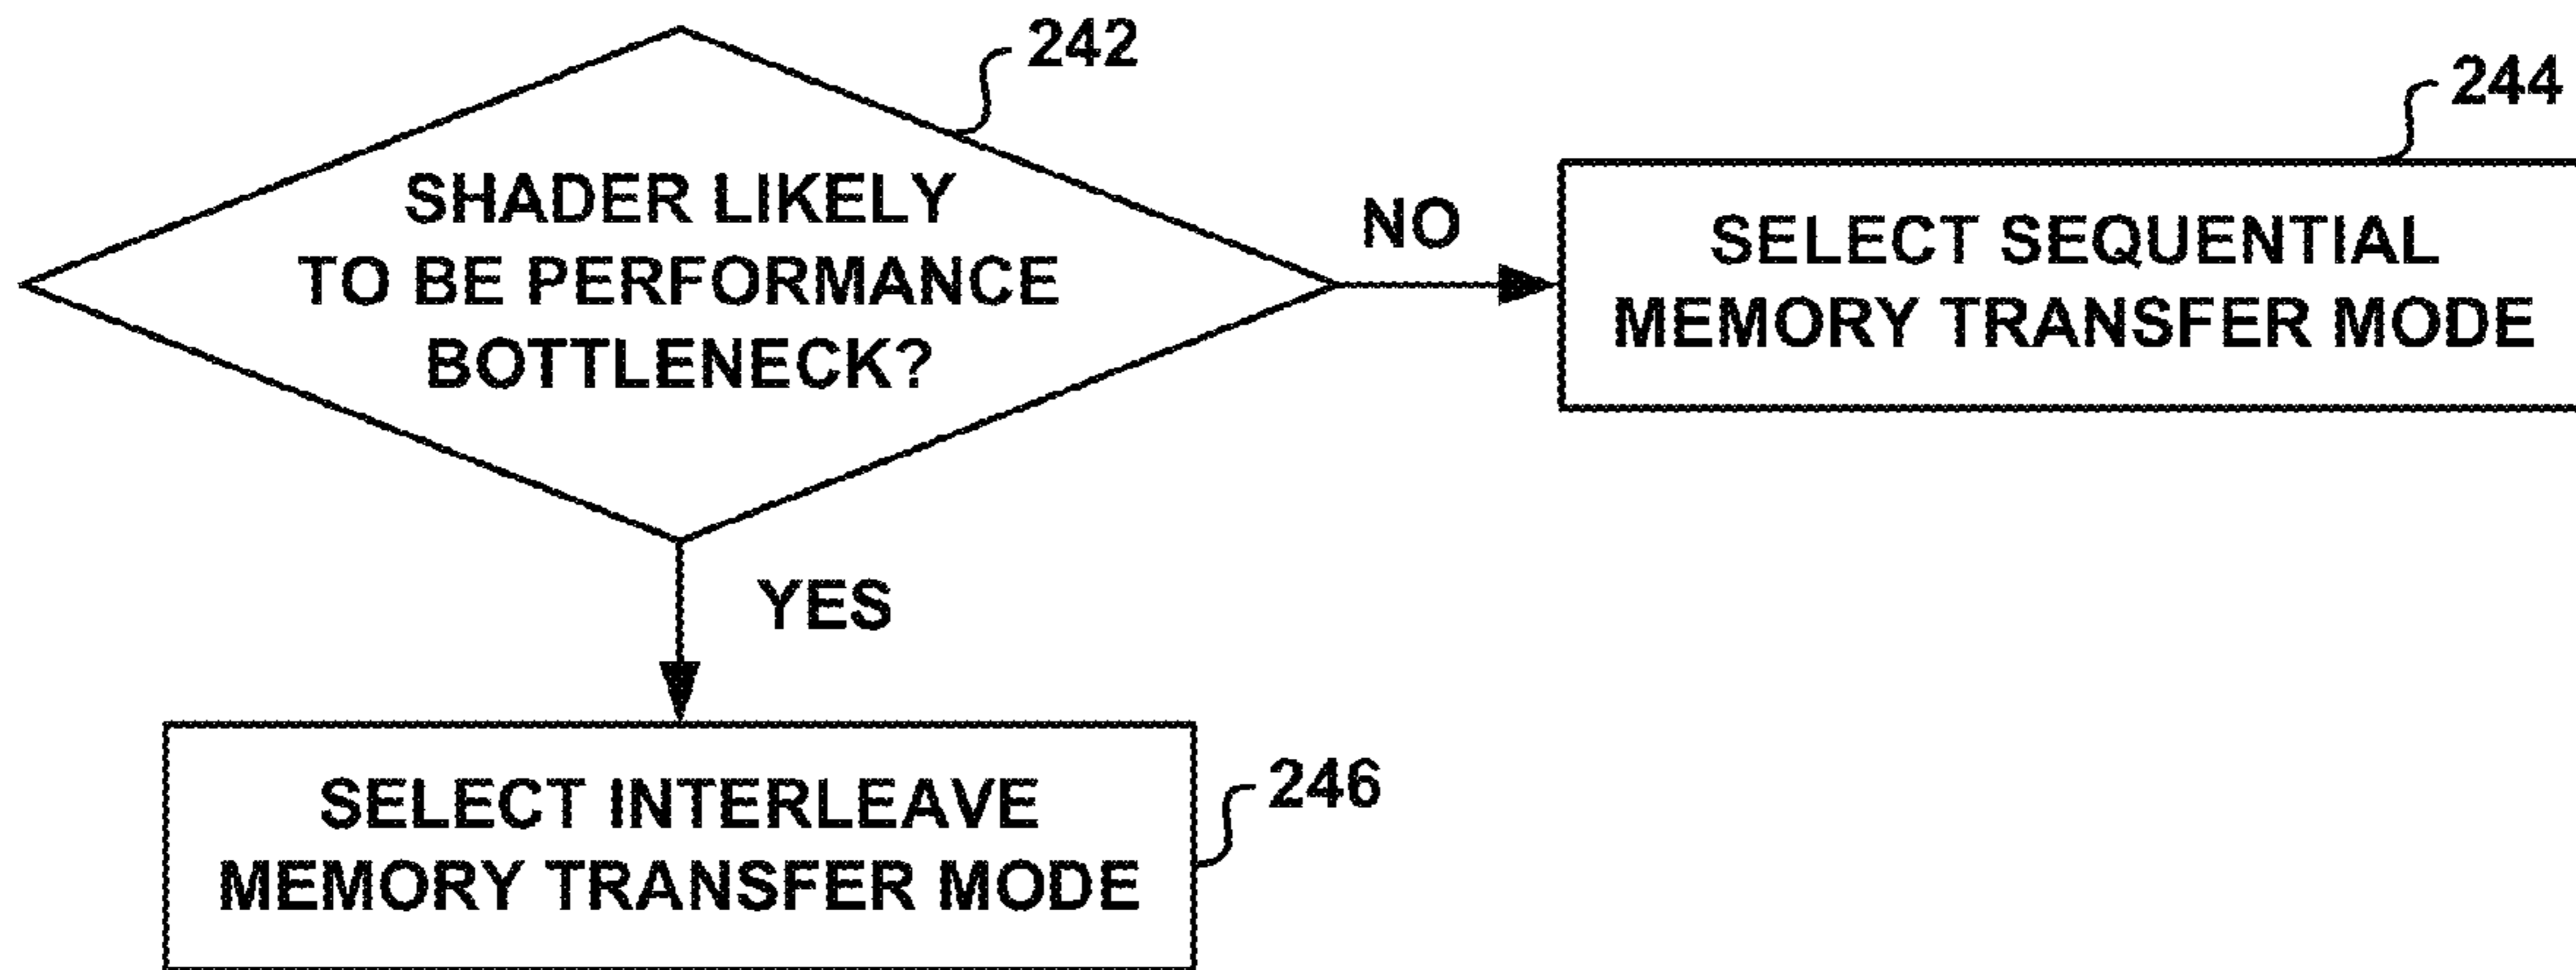 242
SHADER LIKELY
TO BE PERFORMANCE
BOTTLENECK?
NO
244
SELECT SEQUENTIAL
MEMORY TRANSFER MODE
YES
SELECT INTERLEAVE
MEMORY TRANSFER MODE
246